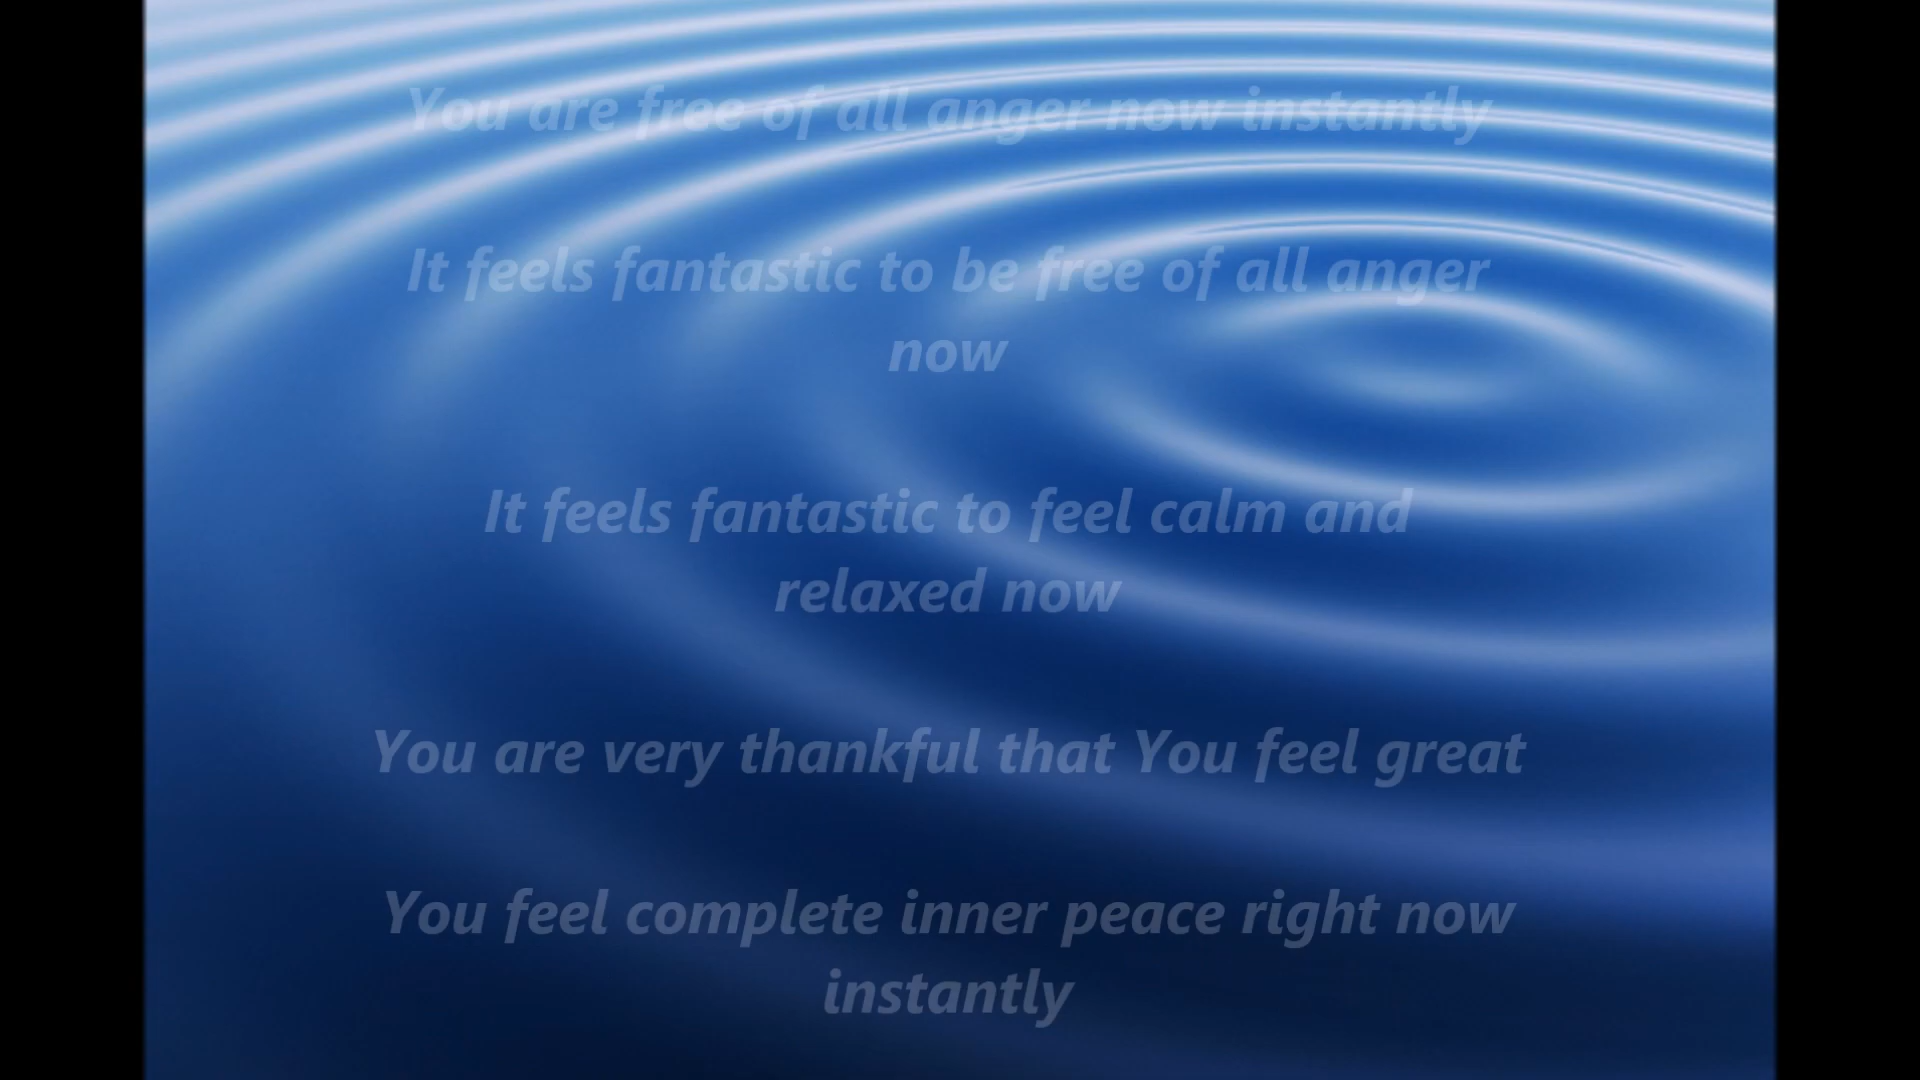 You are free of all anger now instantly
It feels fantastic to be free of all anger
now
It feels fantastic to feel calm and
relaxed now
You are very thankful that You feel great
You feel complete inner peace right now
instantly